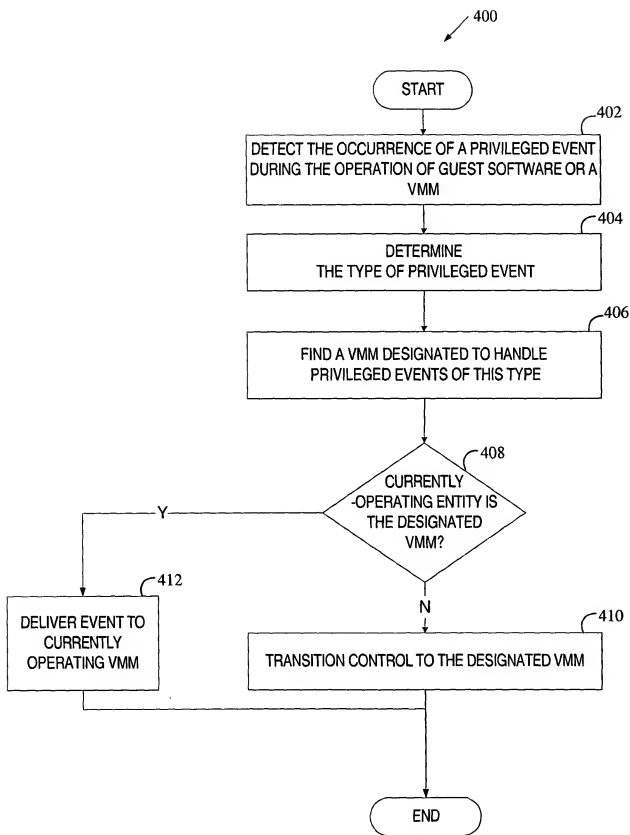 400
START
402
DETECT THE OCCURRENCE OF A PRIVILEGED EVENT
DURING THE OPERATION OF GUEST SOFTWARE OR A
VMM
404
DETERMINE
THE TYPE OF PRIVILEGED EVENT
406
FIND A VMM DESIGNATED TO HANDLE
PRIVILEGED EVENTS OF THIS TYPE
408
CURRENTLY
-OPERATING ENTITY IS
THE DESIGNATED
VMM?
Y
N
412
DELIVER EVENT TO
CURRENTLY
OPERATING VMM
410
TRANSITION CONTROL TO THE DESIGNATED VMM
END